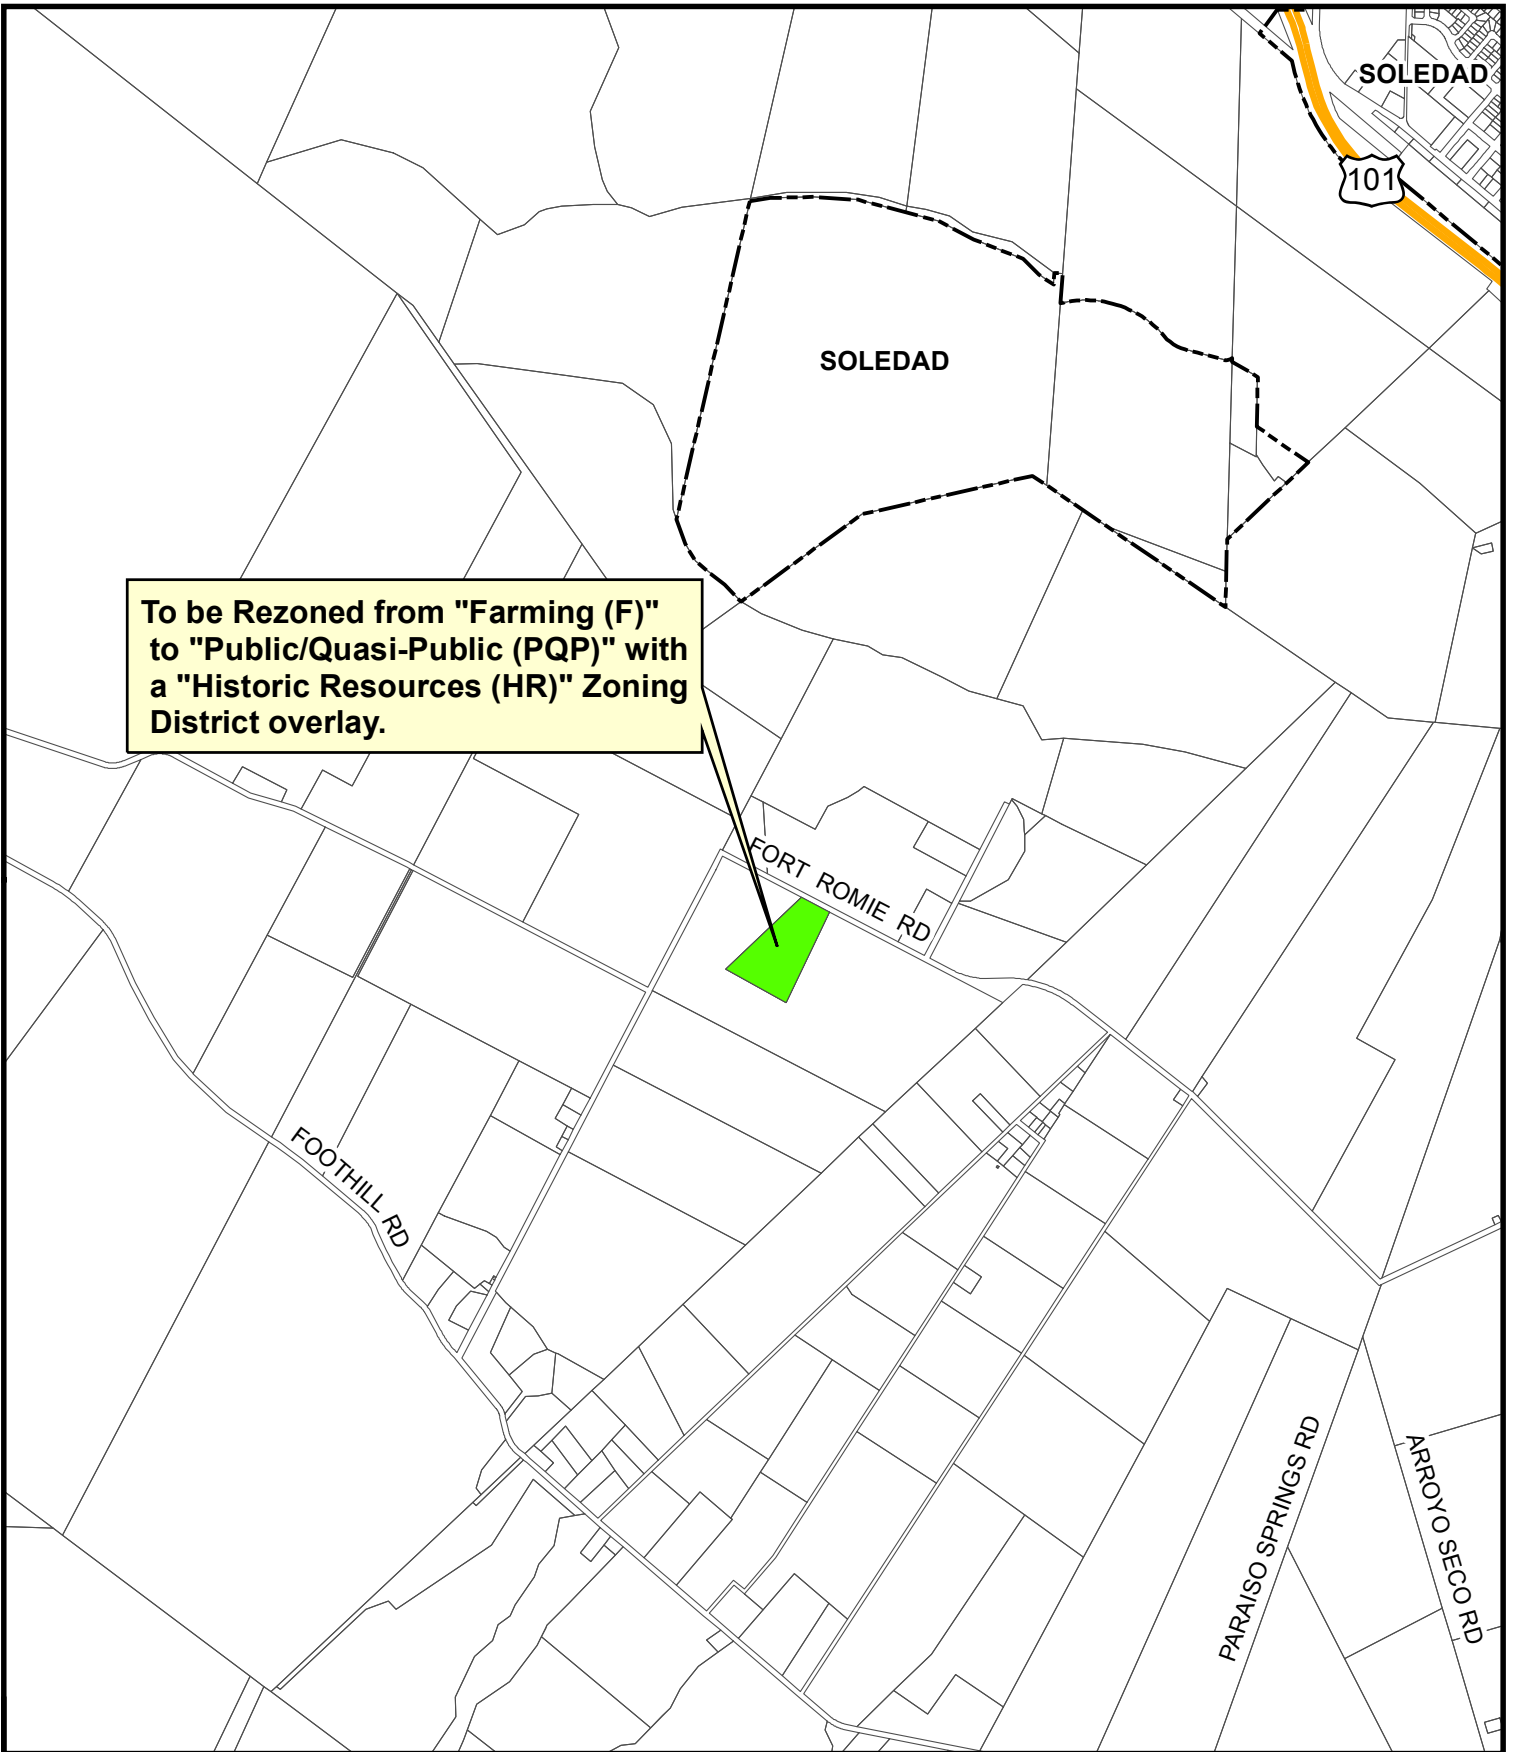 SOLEDAD
101
SOLEDAD
To be Rezoned from "Farming (F)"
to "Public/Quasi-Public (PQP)" with
a "Historic Resources (HR)" Zoning
District overlay.
FORT ROMIE RD
FOOTHILL RD
PARAISO SPRINGS RD
ARROYO SECO RD